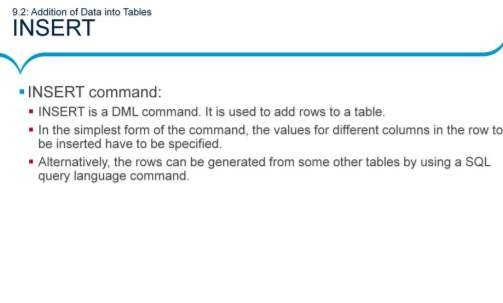 9.2: Addition of Data into Tables
INSERT
INSERT command:
INSERT is a DML command. It is used to add rows to a table.
In the simplest form of the command, the values for different columns in the row to
be inserted have to be specified.
Alternatively, the rows can be generated from some other tables by using a SQL
query language command.